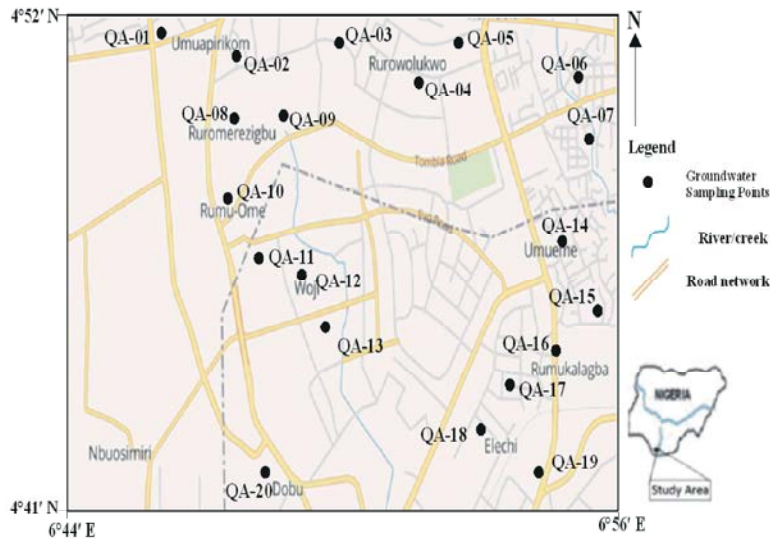 4°52′ N
QA-01
Umuapirikom
QA-02
QA-03
QA-05
Rurowolukwo
QA-04
QA-06
QA-07
N
QA-08
QA-09
Ruromerezigbu
Tombia Road
Legend
Groundwater
Sampling Points
River/creek
Road network
QA-10
Rumu-Ome
QA-14
Umueme
QA-11
QA-12
Woji
QA-15
QA-13
QA-16
Rumukalagba
QA-17
NIGERIA
QA-18
Elechi
Nbuosimiri
QA-19
QA-20
Dobu
Study Area
4°41′ N
6°44′ E
6°56′ E